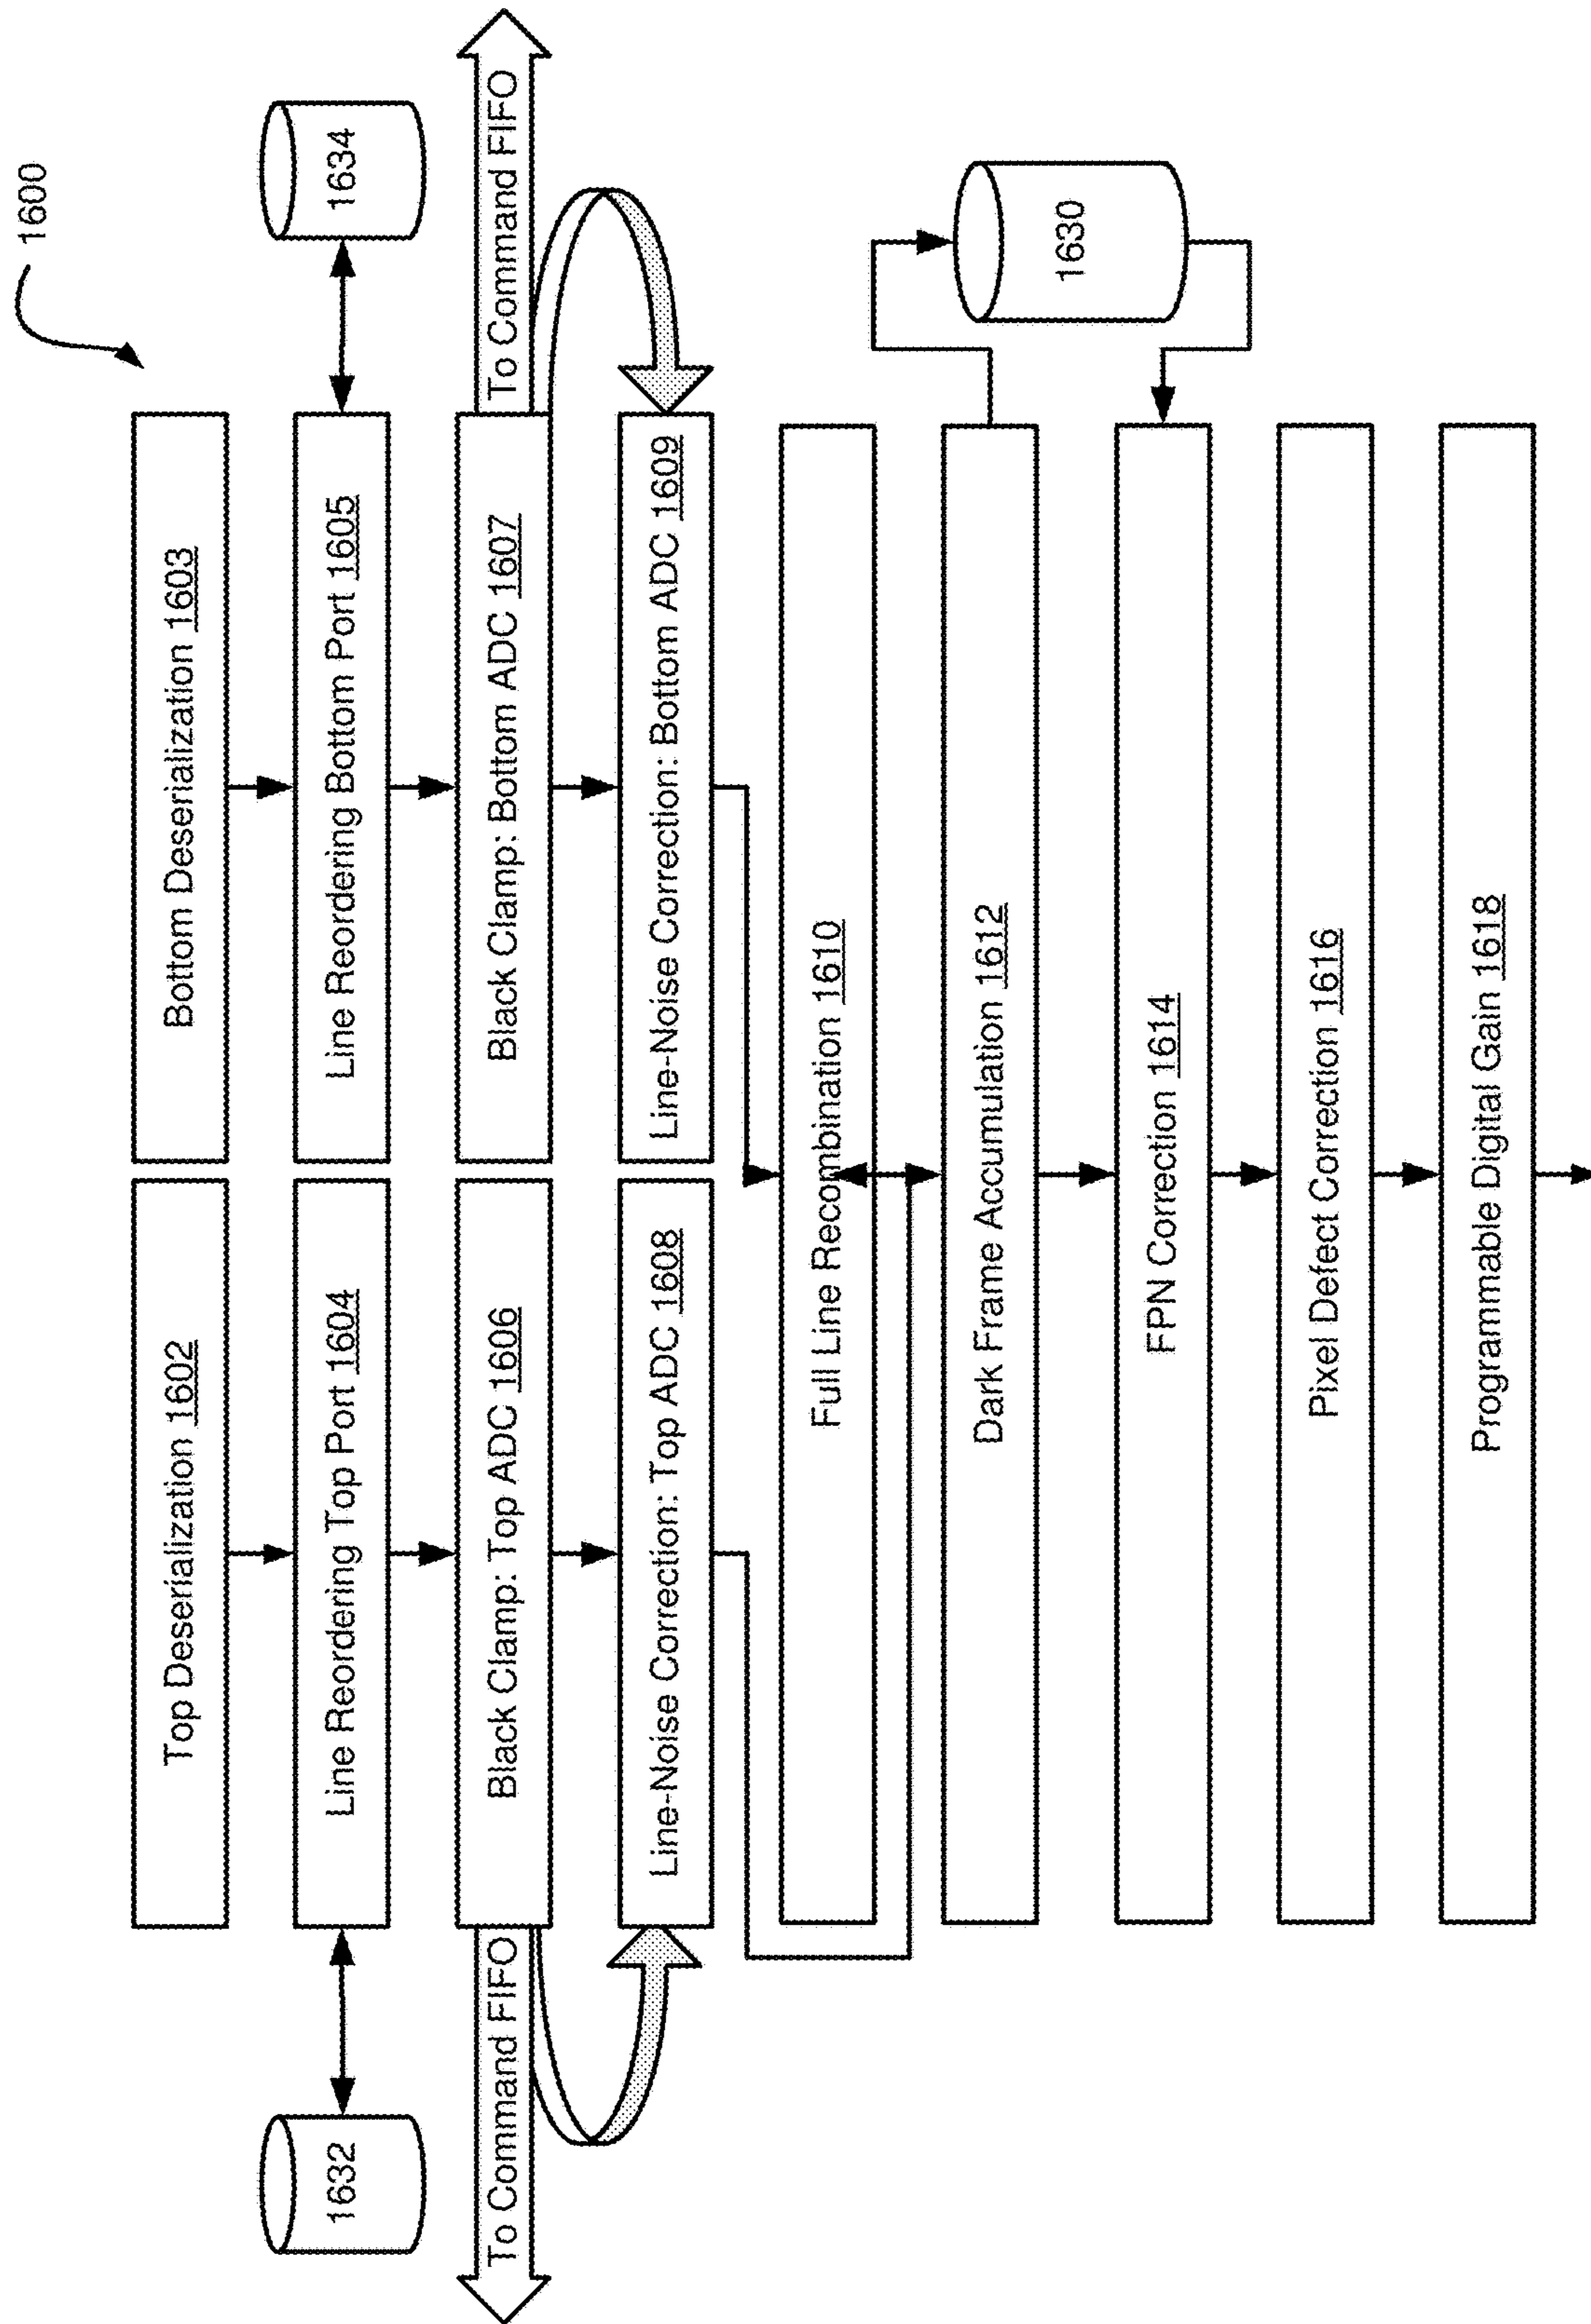 1600
Top Deserialization 1602
Bottom Deserialization 1603
1632
Line Reordering Top Port 1604
Line Reordering Bottom Port 1605
1634
To Command FIFO
Black Clamp: Top ADC 1606
Black Clamp: Bottom ADC 1607
To Command FIFO
Line-Noise Correction: Top ADC 1608
Line-Noise Correction: Bottom ADC 1609
Full Line Recombination 1610
Dark Frame Accumulation 1612
1630
FPN Correction 1614
Pixel Defect Correction 1616
Programmable Digital Gain 1618